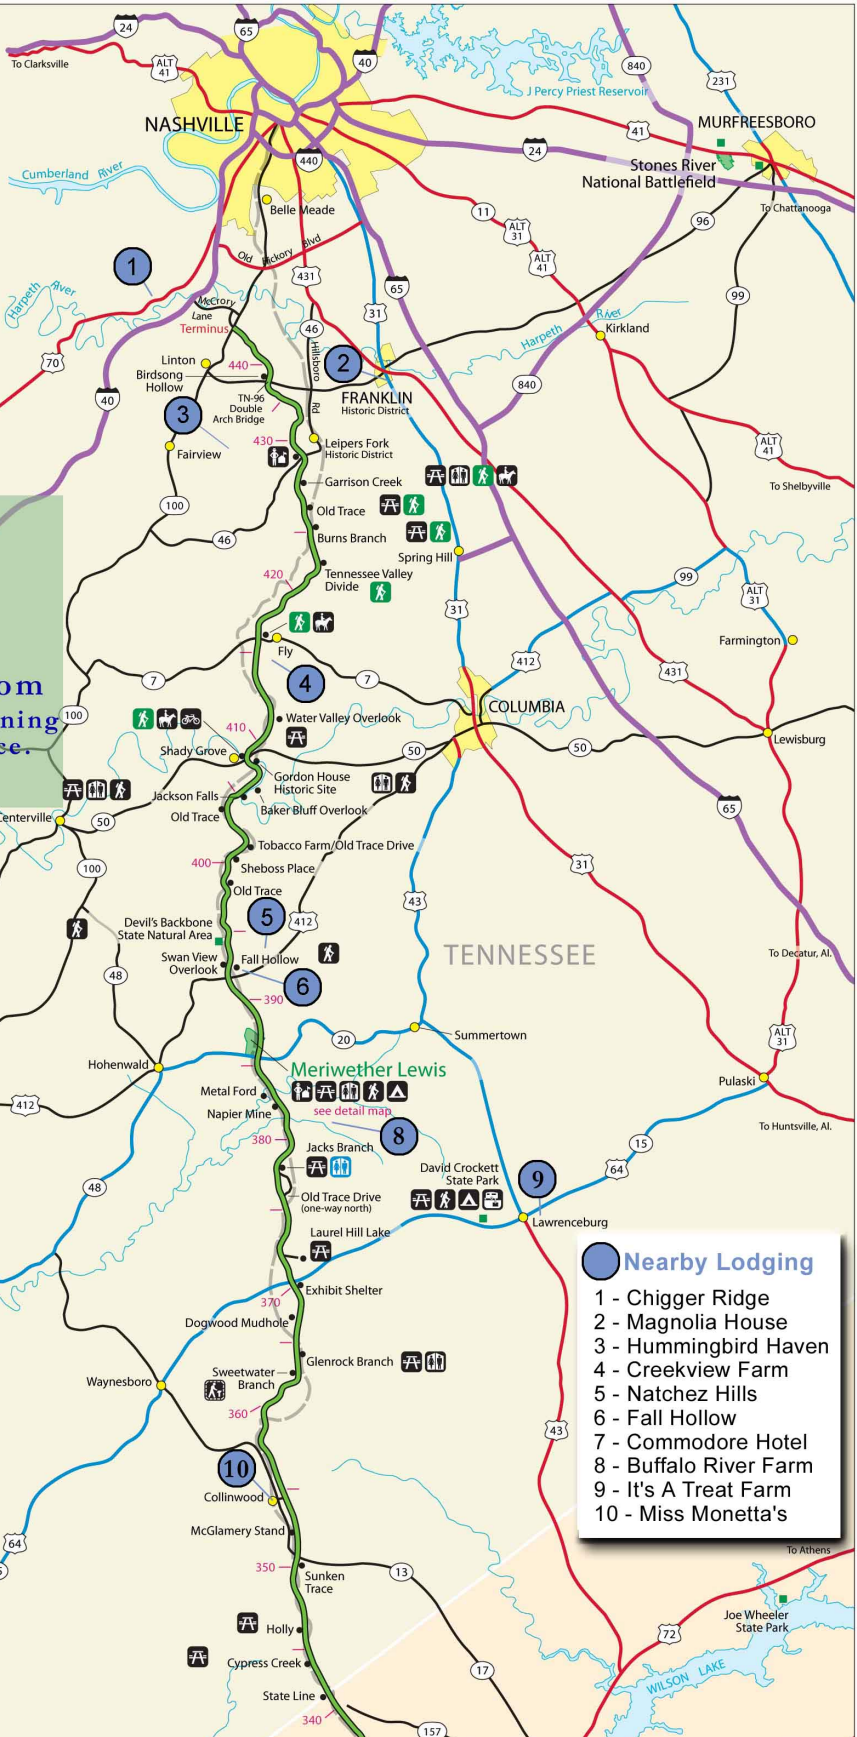 24
65
To Clarksville
ALT
41
40
840
231
J Percy Priest Reservoir
NASHVILLE
41
MURFREESBORO
440
24
Stones River
National Battlefield
Cumberland River
Belle Meade
11
ALT
31
To Chattanooga
96
Old Hickory Blvd
ALT
41
1
431
65
99
Harpeth River
McCrory
Lane
31
Harpeth River
Terminus
46
Kirkland
70
Linton
440
Hillsboro
Rd
2
Birdsong
Hollow
840
40
FRANKLIN
Historic District
TN-96
Double
Arch Bridge
3
430
Leipers Fork
Historic District
ALT
41
Fairview
Garrison Creek
To Shelbyville
100
Old Trace
46
Burns Branch
Spring Hill
420
Tennessee Valley
Divide
99
ALT
31
31
Fly
Farmington
om
412
7
4
7
431
ning
100
COLUMBIA
ce.
Water Valley Overlook
410
Shady Grove
50
50
Lewisburg
Gordon House
Historic Site
Jackson Falls
Baker Bluff Overlook
65
Centerville
50
Old Trace
Tobacco Farm/Old Trace Drive
400
Sheboss Place
31
100
Old Trace
43
5
412
Devil's Backbone
State Natural Area
TENNESSEE
To Decatur, Al.
Swan View
Overlook
Fall Hollow
48
6
390
20
Summertown
ALT
31
Hohenwald
Meriwether Lewis
Pulaski
Metal Ford
412
Napier Mine
see detail map
To Huntsville, Al.
380
8
15
Jacks Branch
64
David Crockett
State Park
9
48
Old Trace Drive
(one-way north)
Lawrenceburg
Laurel Hill Lake
Nearby Lodging
1 - Chigger Ridge
2 - Magnolia House
3 - Hummingbird Haven
4 - Creekview Farm
5 - Natchez Hills
6 - Fall Hollow
7 - Commodore Hotel
8 - Buffalo River Farm
9 - It's A Treat Farm
10 - Miss Monetta's
Exhibit Shelter
370
Dogwood Mudhole
Glenrock Branch
Sweetwater
Branch
Waynesboro
360
43
10
Collinwood
McGlamery Stand
64
To Athens
350
13
Sunken
Trace
Joe Wheeler
State Park
Holly
72
Cypress Creek
17
WILSON LAKE
State Line
340
157